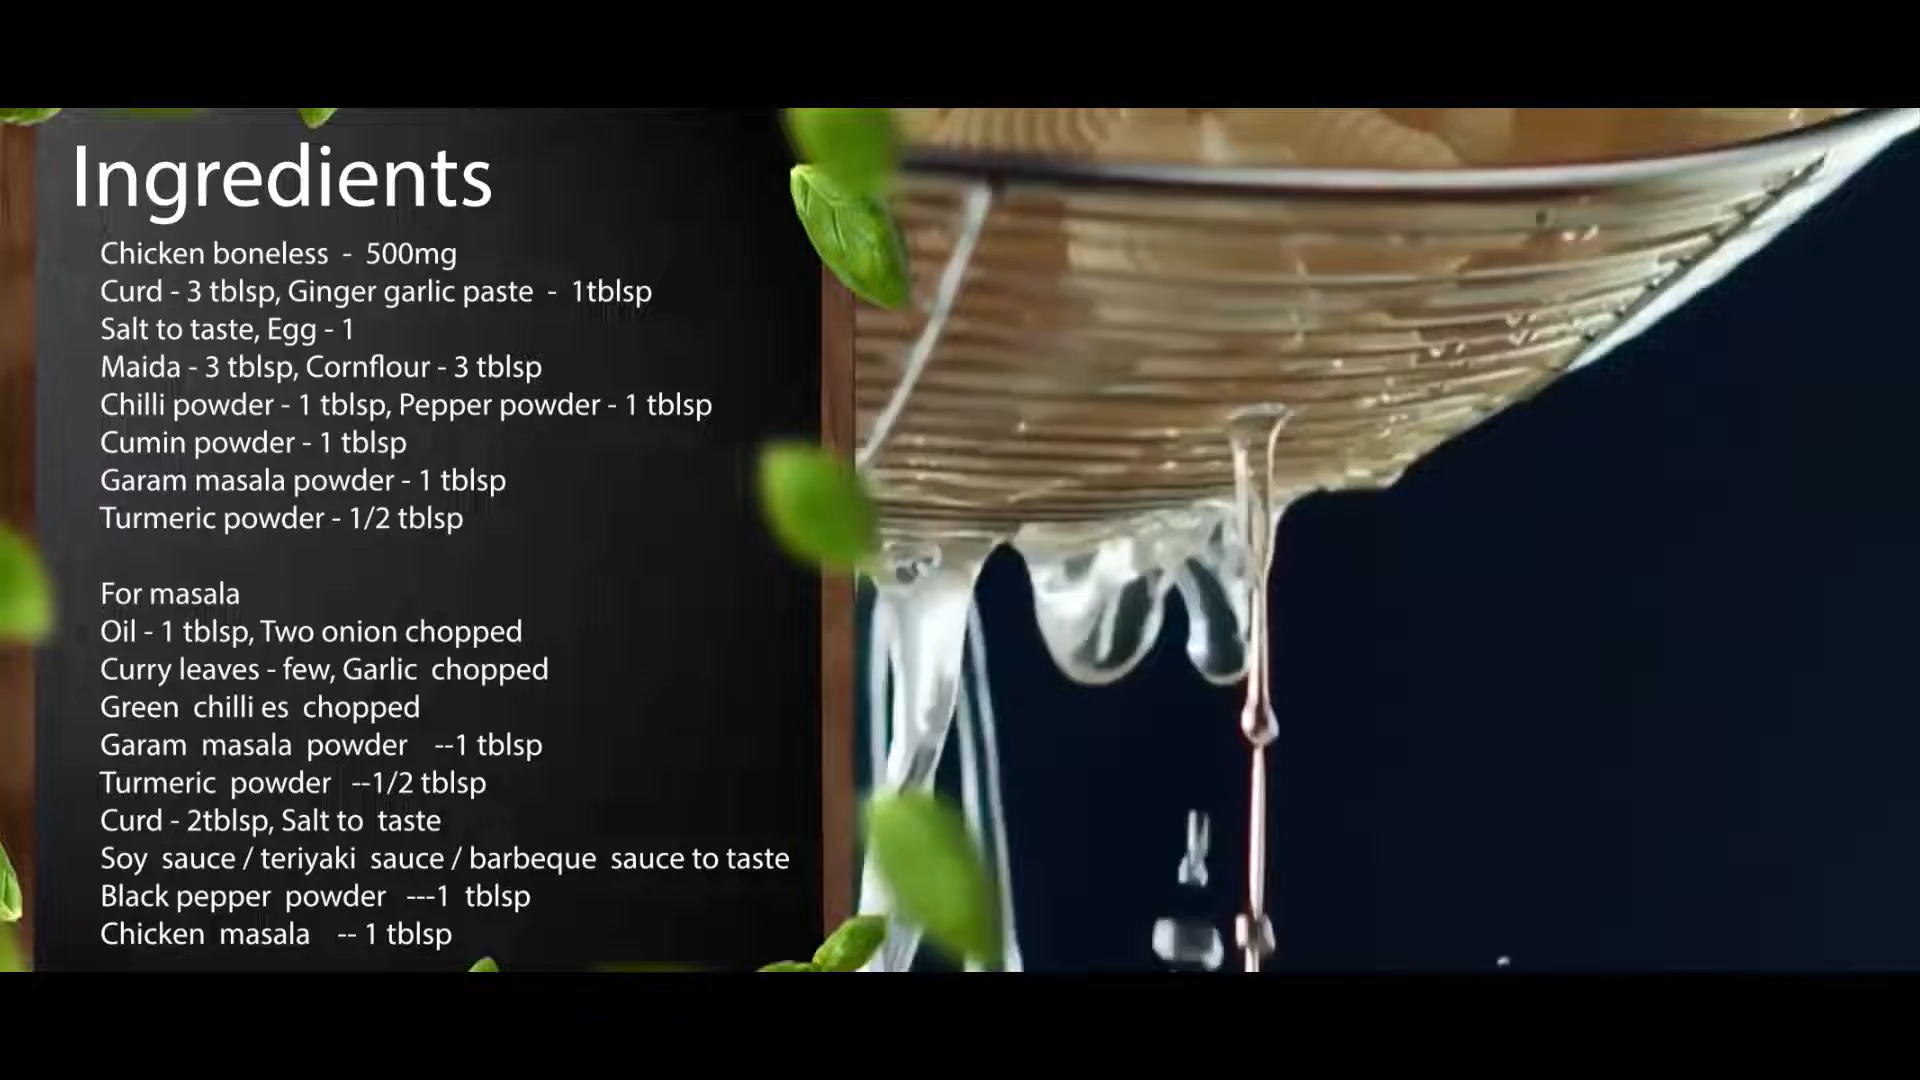 Ingredients
Chicken boneless - 500mg
Curd - 3 tblsp, Ginger garlic paste - 1tblsp
Salt to taste, Egg - 1
Maida - 3 tblsp, Cornflour - 3 tblsp
Chilli powder - 1 tblsp, Pepper powder - 1 tblsp
Cumin powder - 1 tblsp
Garam masala powder - 1 tblsp
Turmeric powder - 1/2 tblsp
For masala
Oil - 1 tblsp, Two onion chopped
Curry leaves - few, Garlic chopped
Green chilli es chopped
Garam masala powder --1 tblsp
Turmeric powder --1/2 tblsp
Curd - 2tblsp, Salt to taste
Soy sauce / teriyaki sauce / barbeque sauce to taste
Black pepper powder ---1 tblsp
Chicken masala -- 1 tblsp